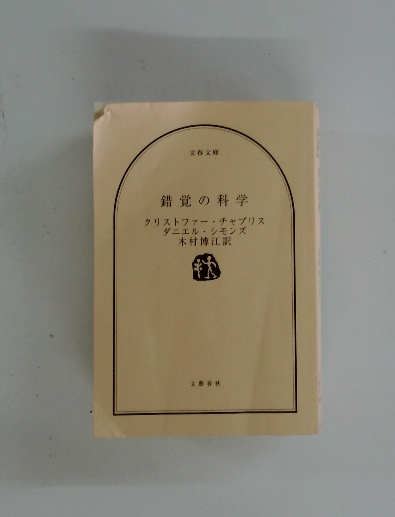 文春文庫
錯覚の科学
クリストファー・チャブリス
ダニエル・シモンズ
木村博江訳
文藝春秋